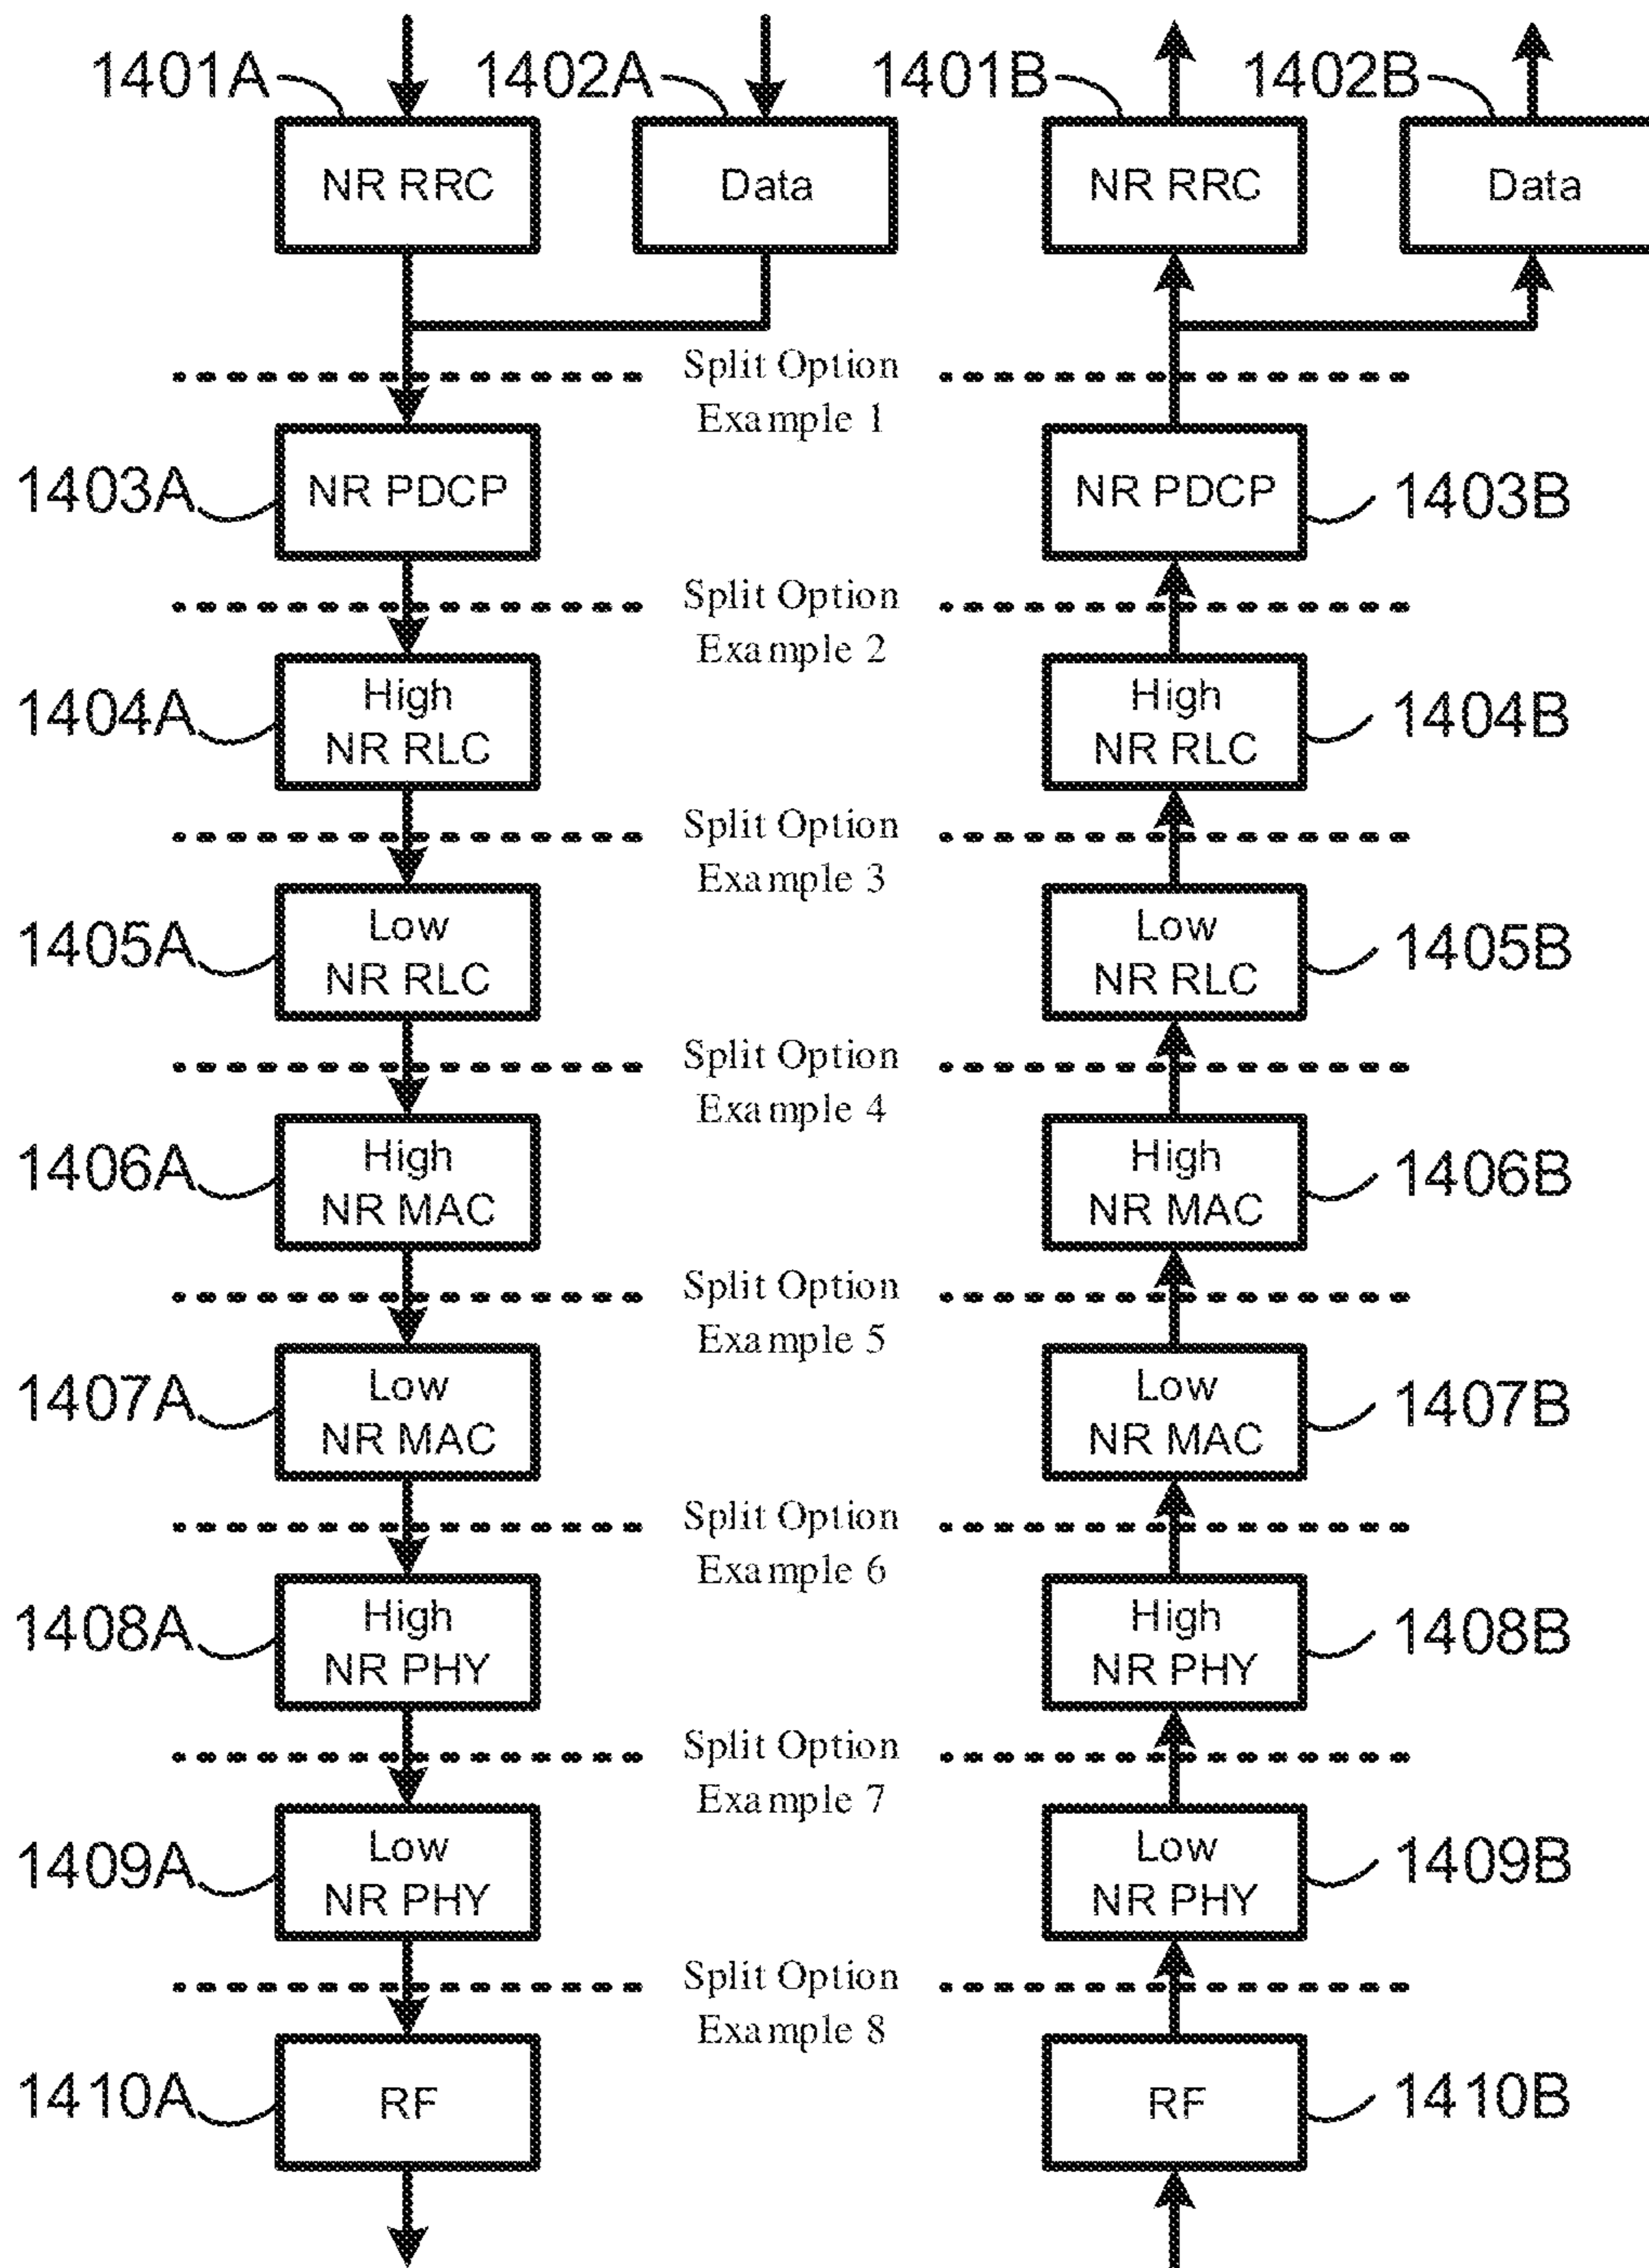 1401A 1402A 1401B 1402B
NR RRC Data NR RRC Data
Split Option
Example 1
1403A NR PDCP NR PDCP 1403B
Split Option
Example 2
1404A High NR RLC High NR RLC 1404B
Split Option
Example 3
1405A Low NR RLC Low NR RLC 1405B
Split Option
Example 4
1406A High NR MAC High NR MAC 1406B
Split Option
Example 5
1407A Low NR MAC Low NR MAC 1407B
Split Option
Example 6
1408A High NR PHY High NR PHY 1408B
Split Option
Example 7
1409A Low NR PHY Low NR PHY 1409B
Split Option
Example 8
1410A RF RF 1410B